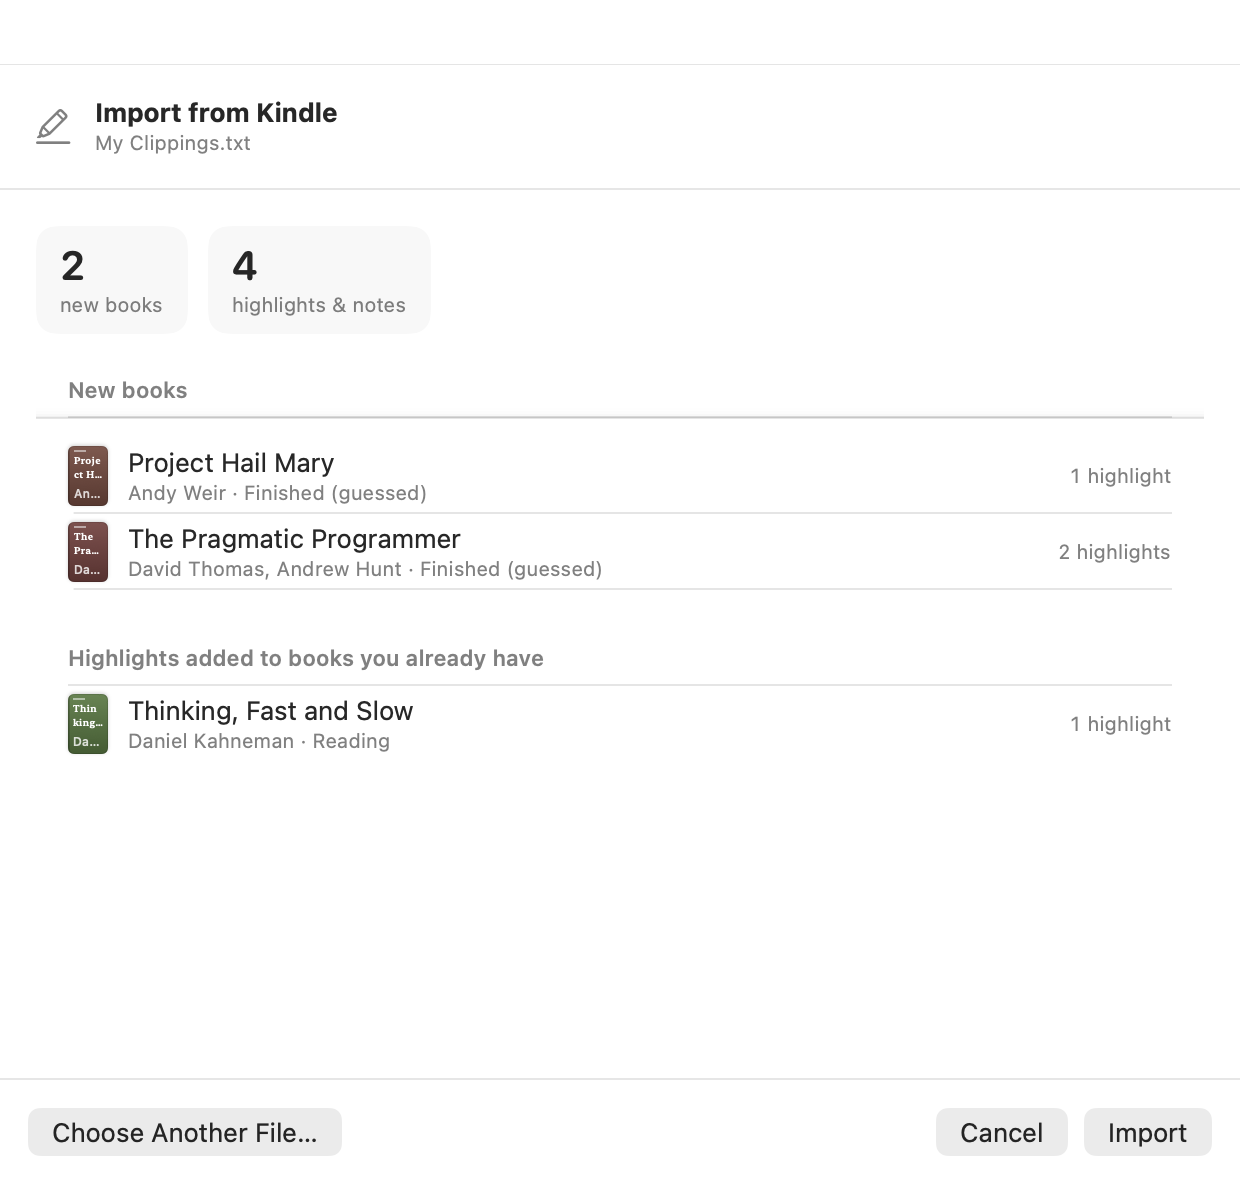 Import from Kindle
My Clippings.txt
2
new books
4
highlights & notes
New books
Proje
ct H...
An...
Project Hail Mary
Andy Weir · Finished (guessed)
1 highlight
The
Pra...
Da...
The Pragmatic Programmer
David Thomas, Andrew Hunt · Finished (guessed)
2 highlights
Highlights added to books you already have
Thin
king...
Da...
Thinking, Fast and Slow
Daniel Kahneman · Reading
1 highlight
Choose Another File...
Cancel
Import